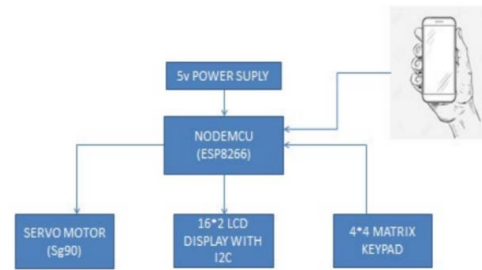 5v POWER SUPLY
NODEMCU
(ESP8266)
SERVO MOTOR
(Sg90)
16*2 LCD
DISPLAY WITH
I2C
4*4 MATRIX
KEYPAD